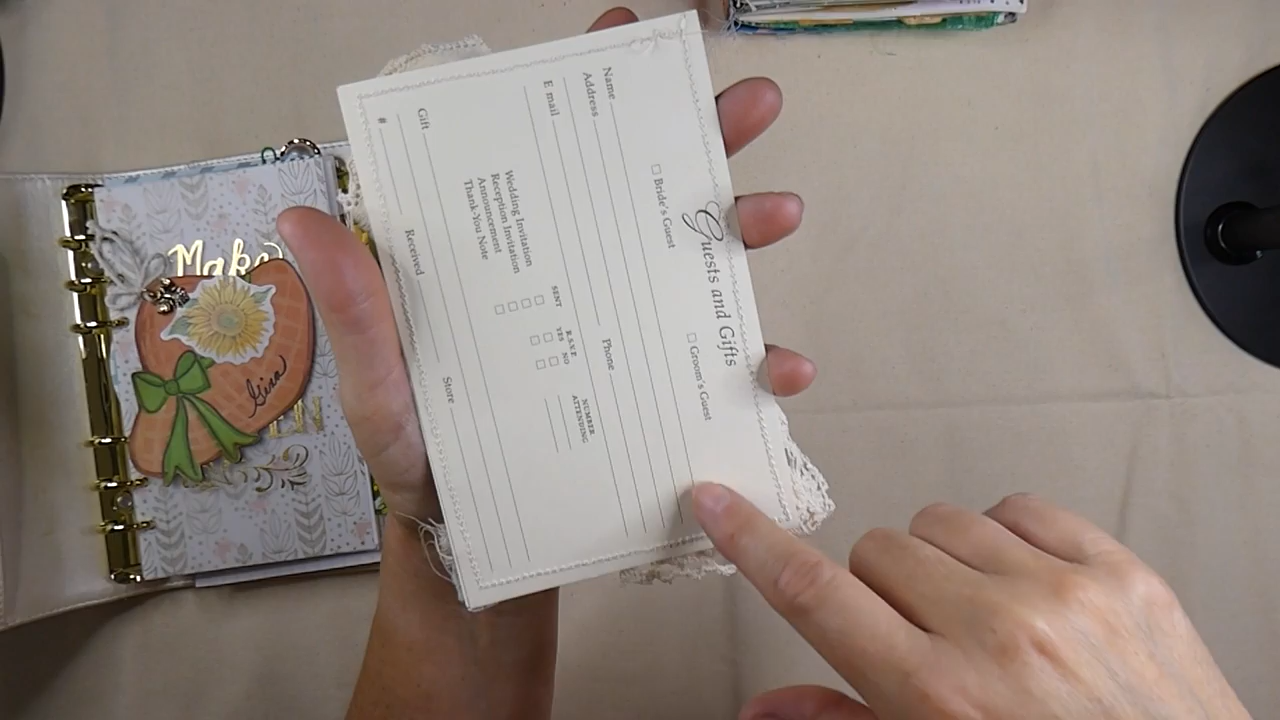 Guests and Gifts
☐ Bride's Guest ☐ Groom's Guest
Name
Address Phone
E mail
SENT R.S.V.P. NUMBER
YES NO ATTENDING
Wedding Invitation ☐ ☐ ☐
Reception Invitation ☐ ☐ ☐
Announcement ☐
Thank-You Note ☐
Gift Store
# Received
Make
Gina